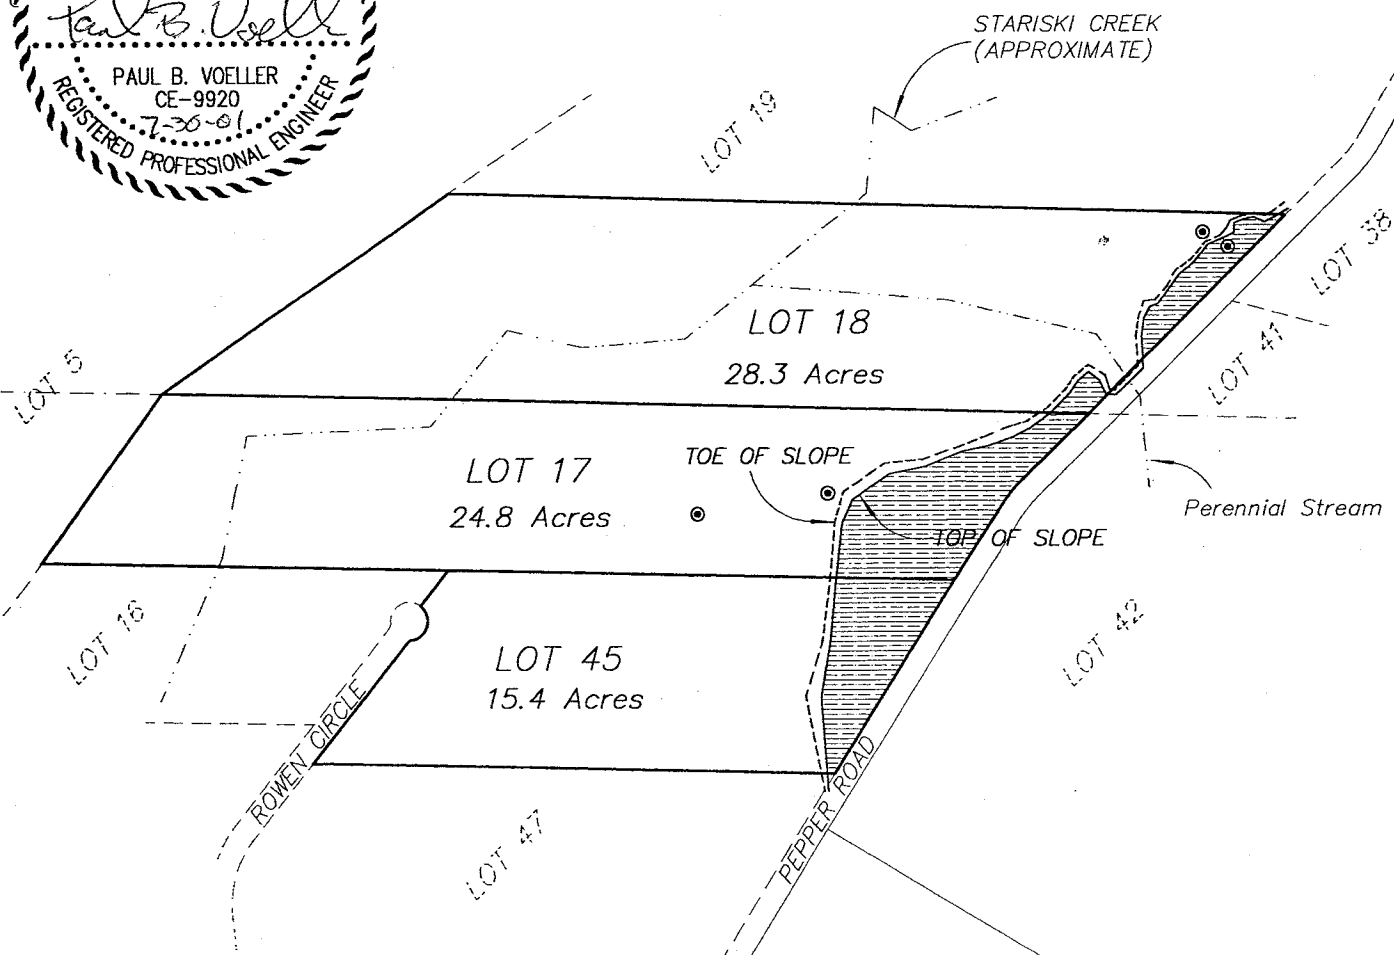 Paul B. Voelle
PAUL B. VOELLER
CE-9920
7-30-01
REGISTERED PROFESSIONAL ENGINEER
STARISKI CREEK
(APPROXIMATE)
LOT 19
LOT 38
LOT 18
28.3 Acres
LOT 41
LOT 5
LOT 17
24.8 Acres
TOE OF SLOPE
TOP OF SLOPE
Perennial Stream
LOT 16
LOT 45
15.4 Acres
LOT 42
ROWEN CIRCLE
PEPPER ROAD
LOT 47